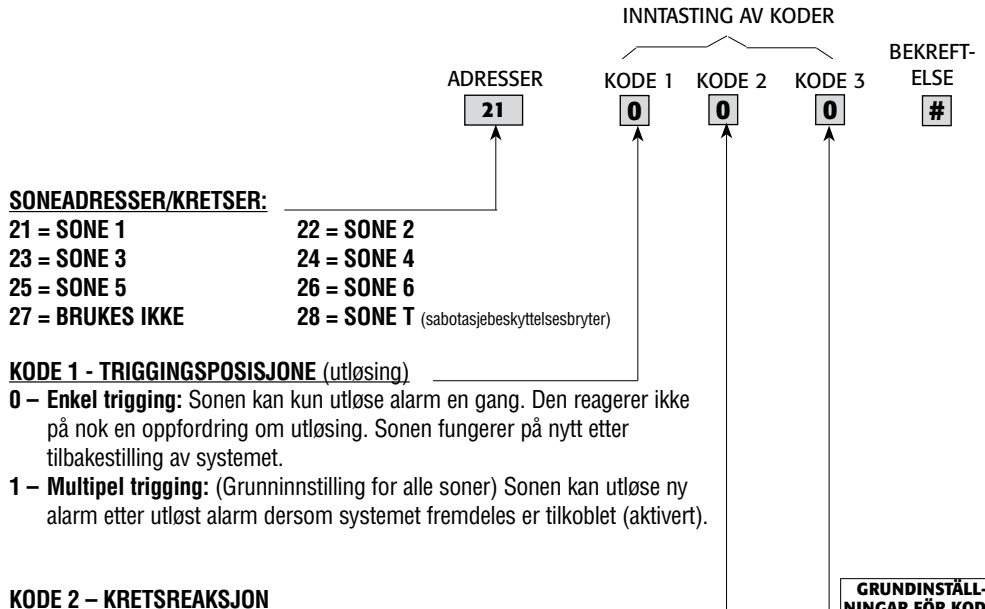 INNTASTING AV KODER
BEKREFT-
ELSE
ADRESSER KODE 1 KODE 2 KODE 3
21 0 0 0 #
SONEADRESSER/KRETSER:
21 = SONE 1 22 = SONE 2
23 = SONE 3 24 = SONE 4
25 = SONE 5 26 = SONE 6
27 = BRUKES IKKE 28 = SONE T (sabotasjebeskyttelsesbryter)
KODE 1 - TRIGGINGSPOSISJONE (utløsing)
0 – Enkel trigging: Sonen kan kun utløse alarm en gang. Den reagerer ikke
på nok en oppfordring om utløsing. Sonen fungerer på nytt etter
tilbakestilling av systemet.
1 – Multipel trigging: (Grunninnstilling for alle soner) Sonen kan utløse ny
alarm etter utløst alarm dersom systemet fremdeles er tilkoblet (aktivert).
KODE 2 – KRETSREAKSJON
GRUNDINSTÄLL-
NINGAR FÖR KOD